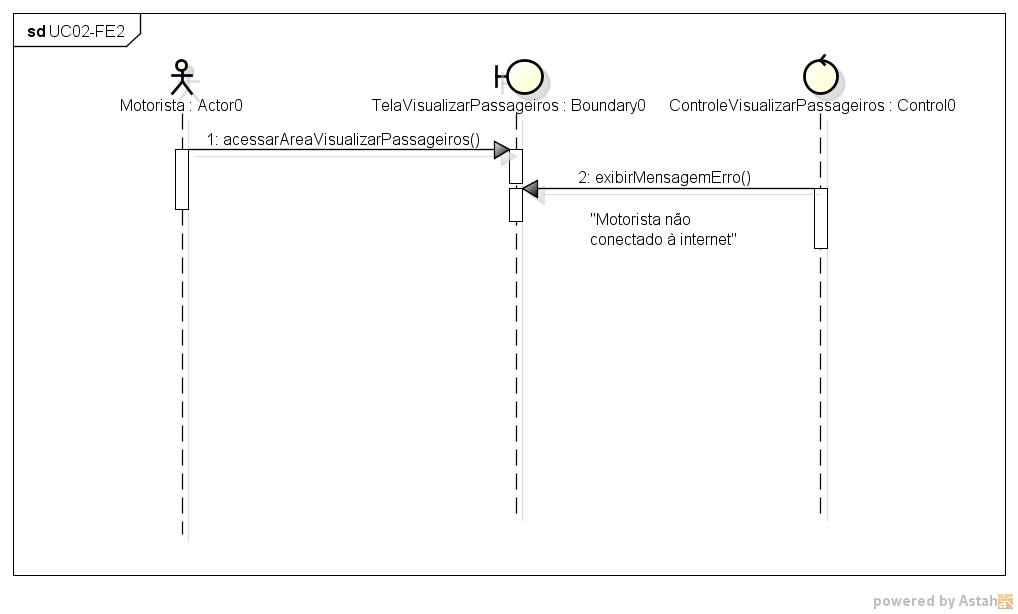 sd UC02-FE2
Motorista : Actor0
TelaVisualizarPassageiros : Boundary0
ControleVisualizarPassageiros : Control0
1: acessarAreaVisualizarPassageiros()
2: exibirMensagemErro()
"Motorista não
conectado à internet"
powered by Astah